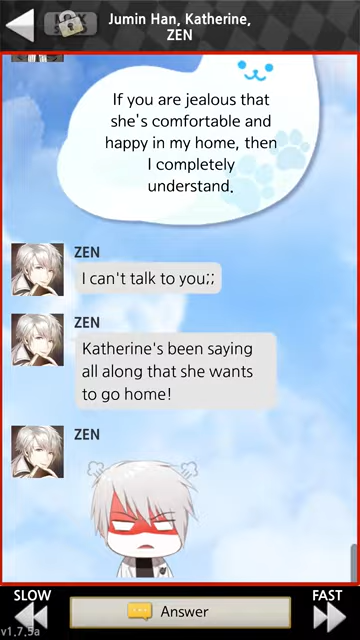 Jumin Han, Katherine,
ZEN
If you are jealous that
she's comfortable and
happy in my home, then
I completely
understand.
ZEN
I can't talk to you;;
ZEN
Katherine's been saying
all along that she wants
to go home!
ZEN
SLOW
FAST
Answer
v1.7.5a